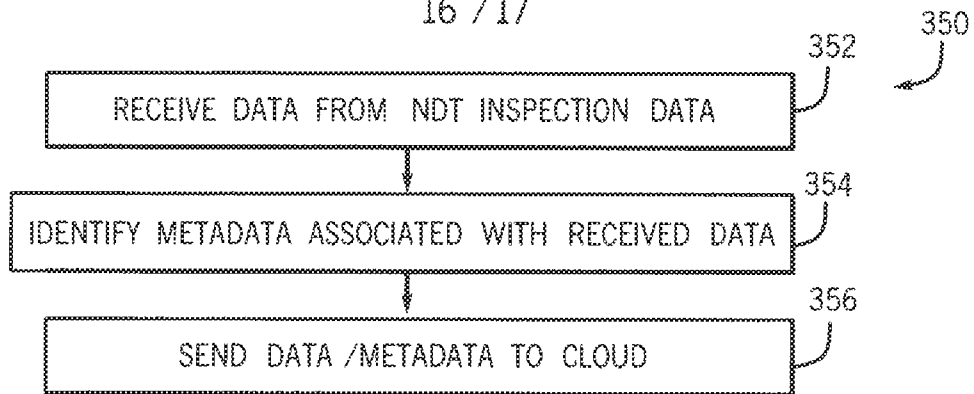 16 / 17
350
352
RECEIVE DATA FROM NDT INSPECTION DATA
354
IDENTIFY METADATA ASSOCIATED WITH RECEIVED DATA
356
SEND DATA /METADATA TO CLOUD